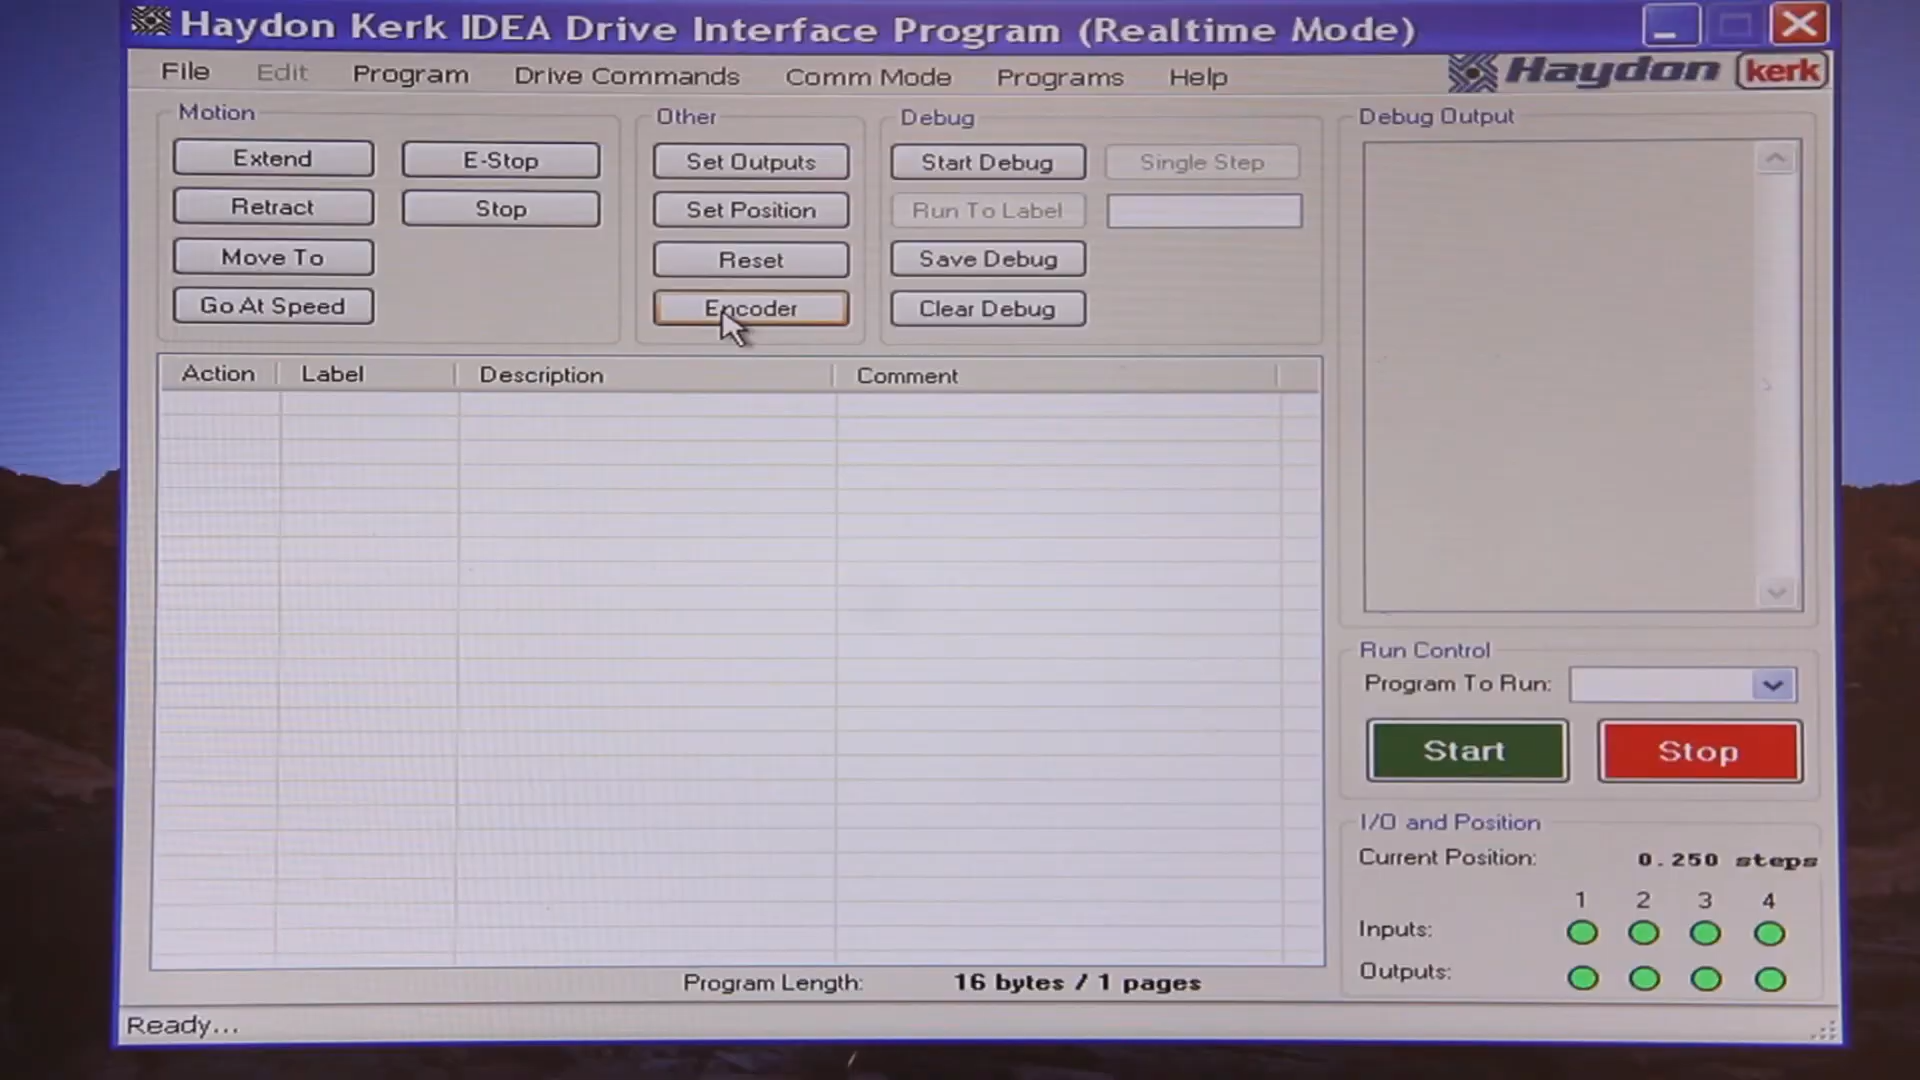 Haydon Kerk IDEA Drive Interface Program (Realtime Mode)
File Edit Program Drive Commands Comm Mode Programs Help
Haydon kerk
Motion
Extend E-Stop
Retract Stop
Move To
Go At Speed
Other
Set Outputs
Set Position
Reset
Encoder
Debug
Start Debug Single Step
Run To Label
Save Debug
Clear Debug
Debug Output
Action Label Description Comment
Program Length: 16 bytes / 1 pages
Run Control
Program To Run:
Start Stop
I/O and Position
Current Position: 0.250 steps
1 2 3 4
Inputs:
Outputs:
Ready...